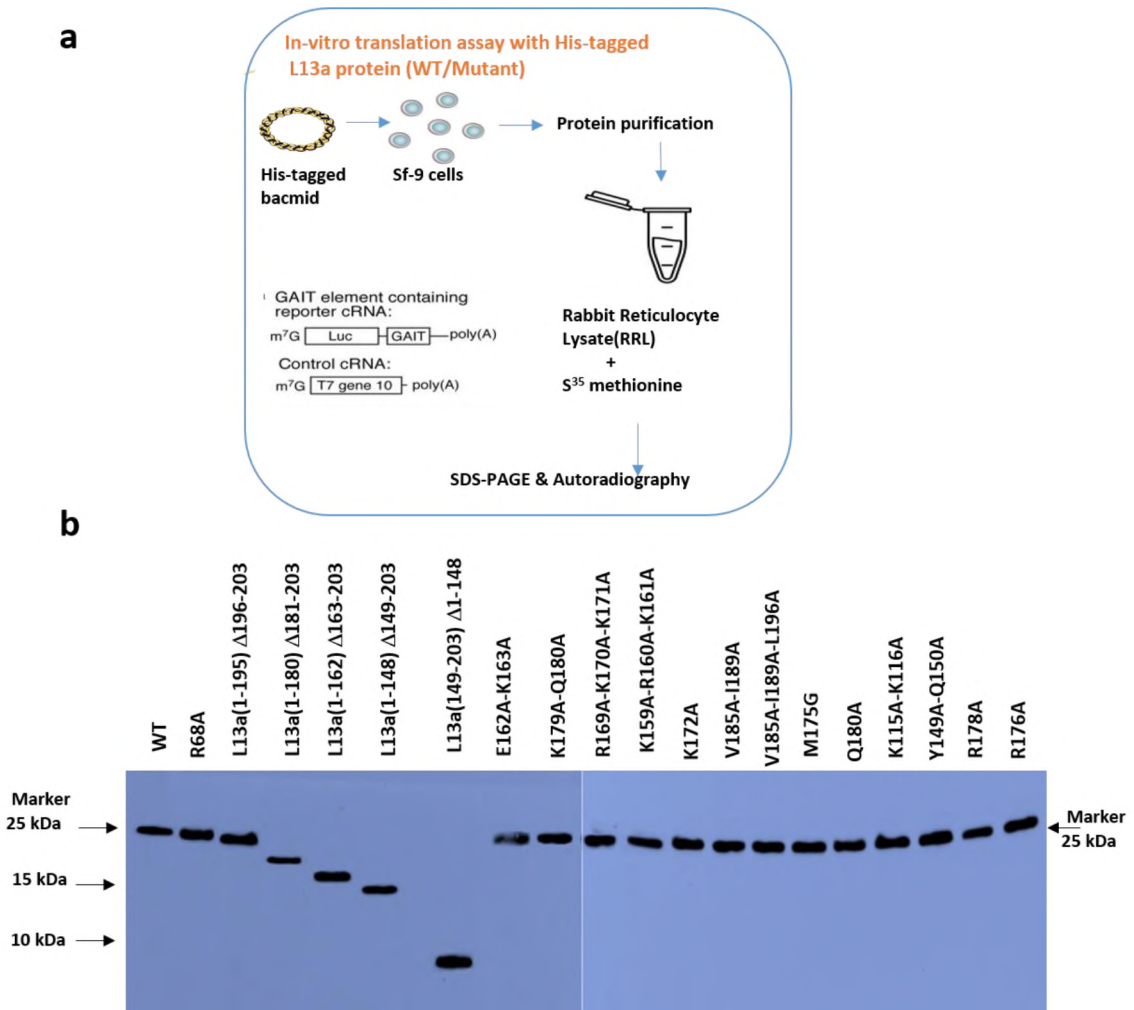 a
In-vitro translation assay with His-tagged
L13a protein (WT/Mutant)
His-tagged
bacmid
Sf-9 cells
Protein purification
GAIT element containing
reporter cRNA:
m⁷G Luc GAIT poly(A)
Control cRNA:
m⁷G T7 gene 10 poly(A)
Rabbit Reticulocyte
Lysate(RRL)
+
S³⁵ methionine
SDS-PAGE & Autoradiography
b
WT
R68A
L13a(1-195) Δ196-203
L13a(1-180) Δ181-203
L13a(1-162) Δ163-203
L13a(1-148) Δ149-203
L13a(149-203) Δ1-148
E162A-K163A
K179A-Q180A
R169A-K170A-K171A
K159A-R160A-K161A
K172A
V185A-I189A
V185A-I189A-L196A
M175G
Q180A
K115A-K116A
Y149A-Q150A
R178A
R176A
Marker
25 kDa
15 kDa
10 kDa
Marker
25 kDa